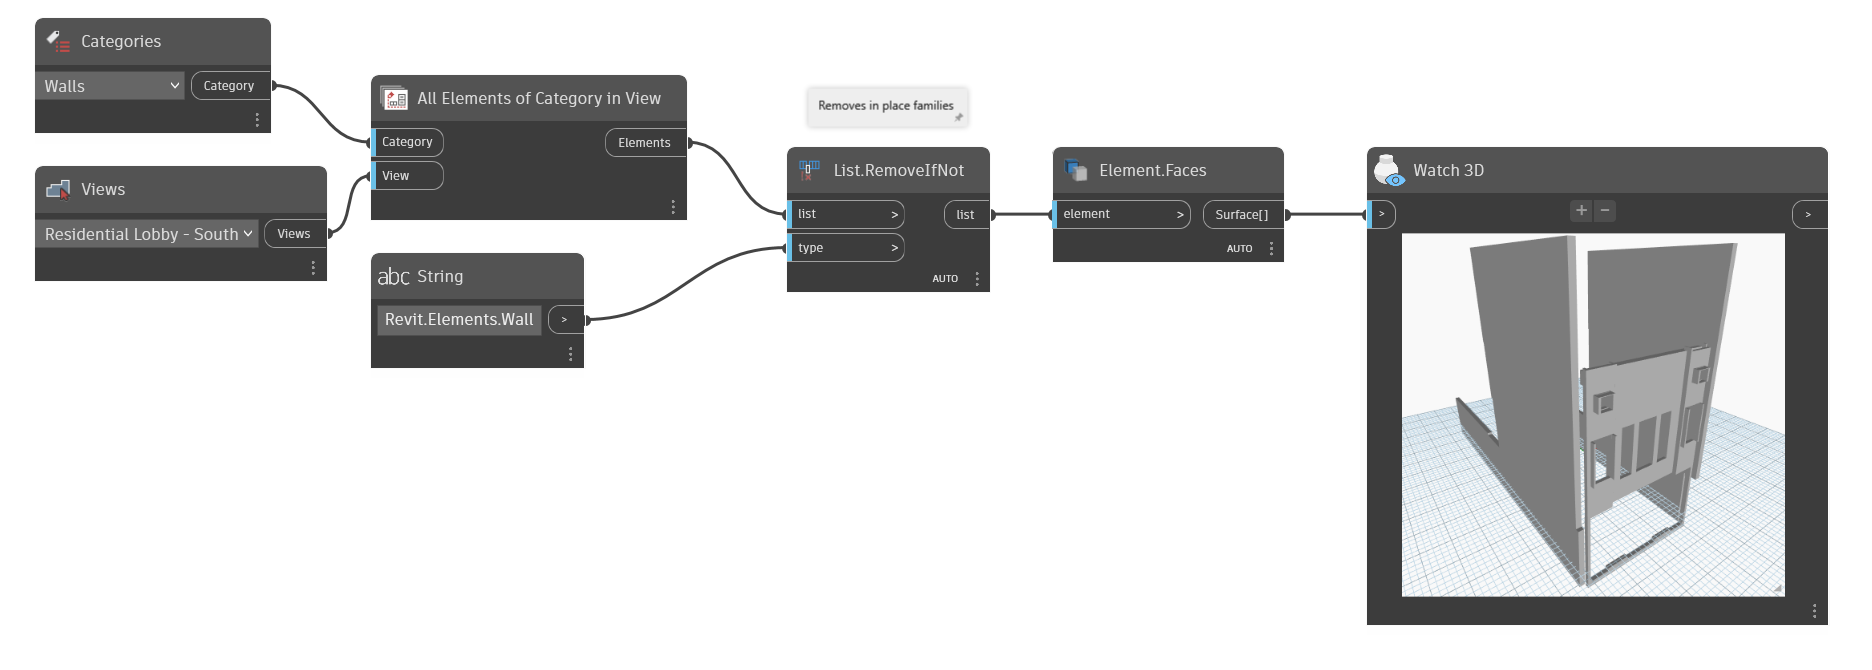 Categories
Walls
Category
Views
Residential Lobby - South
Views
All Elements of Category in View
Category
Elements
View
abc String
Revit.Elements.Wall
>
Removes in place families
List.RemoveIfNot
list >
list
type >
AUTO
Element.Faces
element >
Surface[]
AUTO
Watch 3D
>
+ −
>